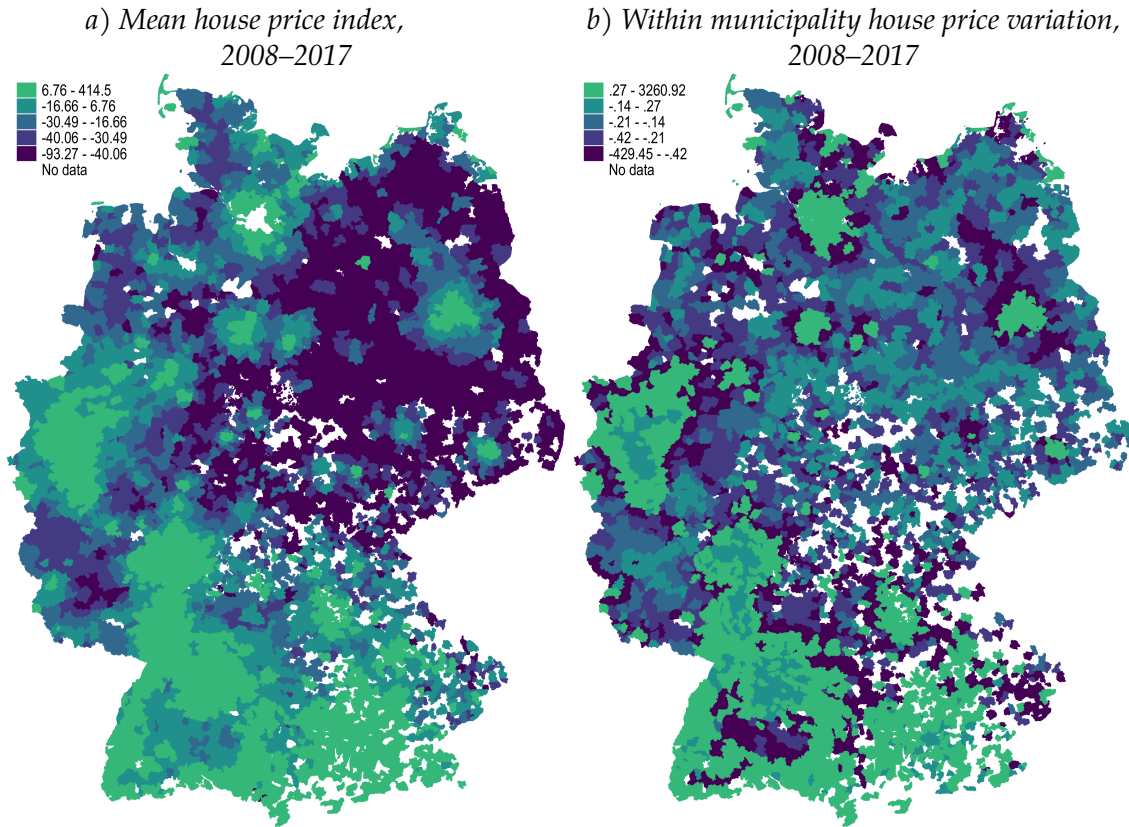 a) Mean house price index,
2008–2017
6.76 - 414.5
-16.66 - 6.76
-30.49 - -16.66
-40.06 - -30.49
-93.27 - -40.06
No data
b) Within municipality house price variation,
2008–2017
.27 - 3260.92
-.14 - .27
-.21 - -.14
-.42 - -.21
-429.45 - -.42
No data